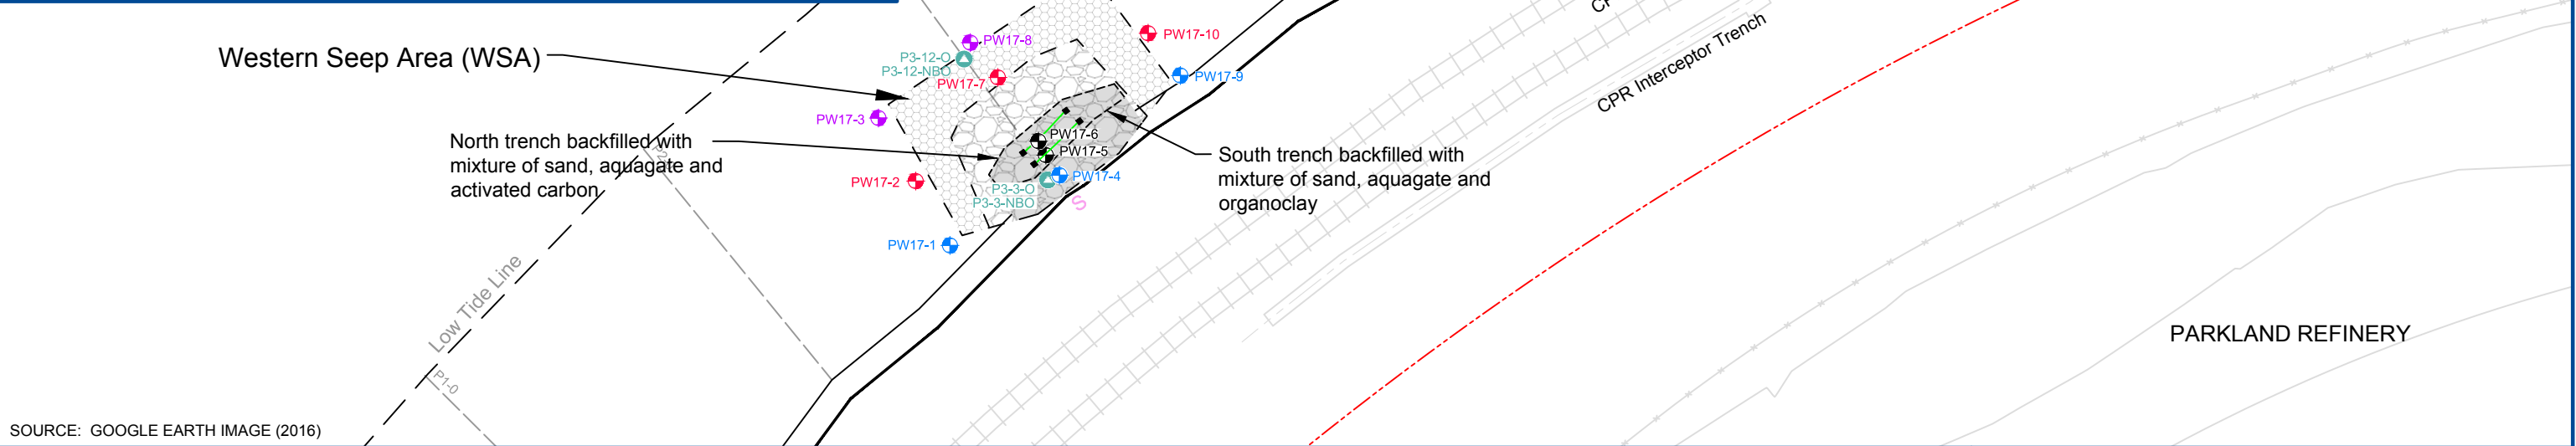 Western Seep Area (WSA)
PW17-8
P3-12-O
P3-12-NBO
PW17-7
PW17-10
PW17-9
CPR Interceptor Trench
PW17-3
PW17-6
PW17-5
North trench backfilled with
mixture of sand, aquagate and
activated carbon
South trench backfilled with
mixture of sand, aquagate and
organoclay
PW17-2
PW17-4
P3-3-O
P3-3-NBO
S
PW17-1
Low Tide Line
P1-0
PARKLAND REFINERY
SOURCE: GOOGLE EARTH IMAGE (2016)